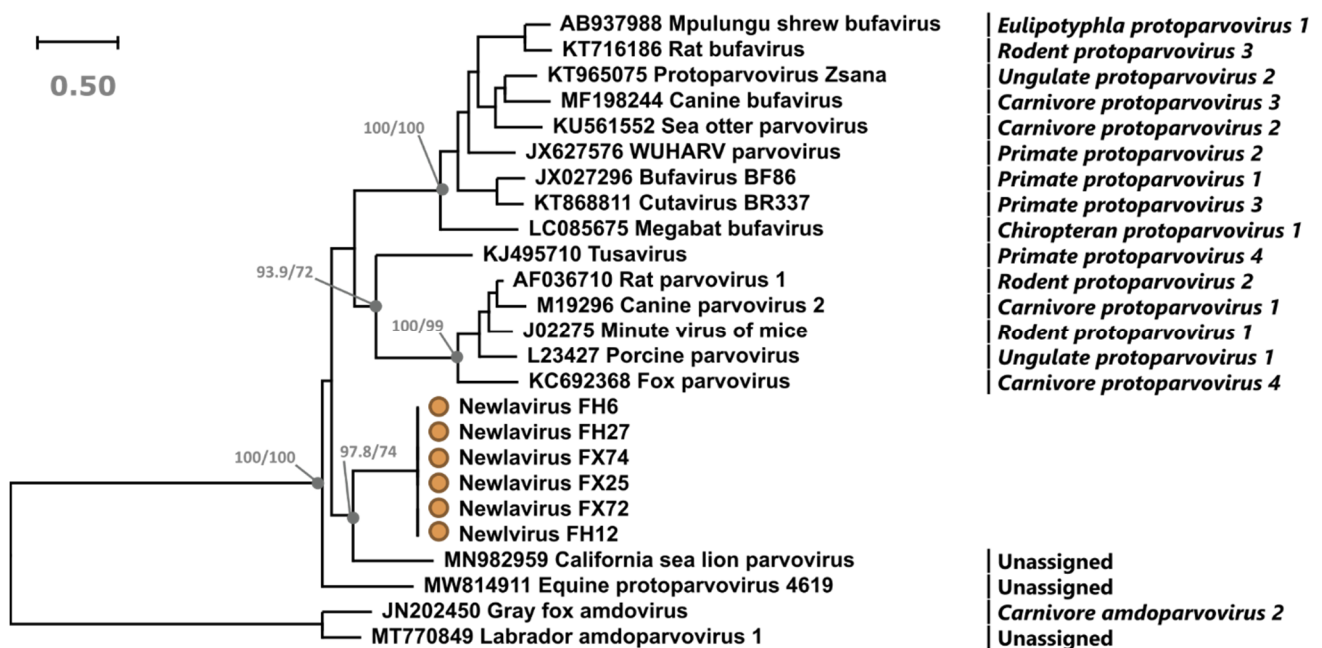 AB937988 Mpulungu shrew bufavirus Eulipotyphla protoparvovirus 1
KT716186 Rat bufavirus Rodent protoparvovirus 3
KT965075 Protoparvovirus Zsana Ungulate protoparvovirus 2
0.50
MF198244 Canine bufavirus Carnivore protoparvovirus 3
100/100
KU561552 Sea otter parvovirus Carnivore protoparvovirus 2
JX627576 WUHARV parvovirus Primate protoparvovirus 2
JX027296 Bufavirus BF86 Primate protoparvovirus 1
KT868811 Cutavirus BR337 Primate protoparvovirus 3
LC085675 Megabat bufavirus Chiropteran protoparvovirus 1
KJ495710 Tusavirus Primate protoparvovirus 4
93.9/72
AF036710 Rat parvovirus 1 Rodent protoparvovirus 2
M19296 Canine parvovirus 2 Carnivore protoparvovirus 1
100/99
J02275 Minute virus of mice Rodent protoparvovirus 1
L23427 Porcine parvovirus Ungulate protoparvovirus 1
KC692368 Fox parvovirus Carnivore protoparvovirus 4
Newlavirus FH6
Newlavirus FH27
100/100 97.8/74
Newlavirus FX74
Newlavirus FX25
Newlavirus FX72
Newlvirus FH12
MN982959 California sea lion parvovirus Unassigned
MW814911 Equine protoparvovirus 4619 Unassigned
JN202450 Gray fox amdovirus Carnivore amdoparvovirus 2
MT770849 Labrador amdoparvovirus 1 Unassigned